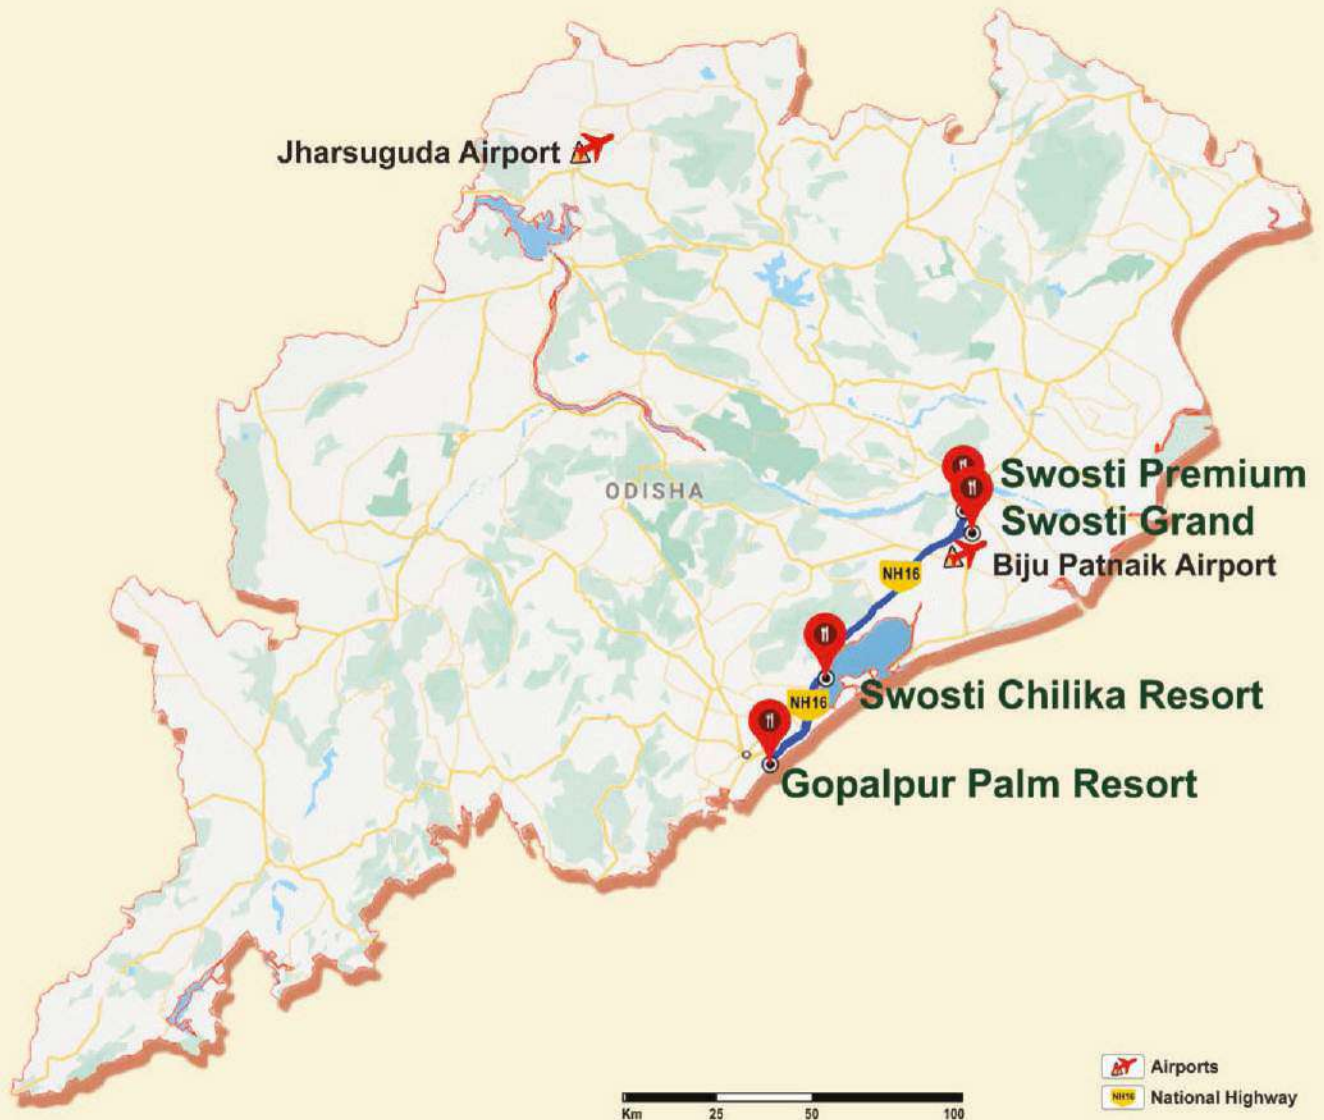 Jharsuguda Airport
ODISHA
Swosti Premium
Swosti Grand
Biju Patnaik Airport
NH16
Swosti Chilika Resort
NH16
Gopalpur Palm Resort
Airports
NH16 National Highway
Km 25 50 100